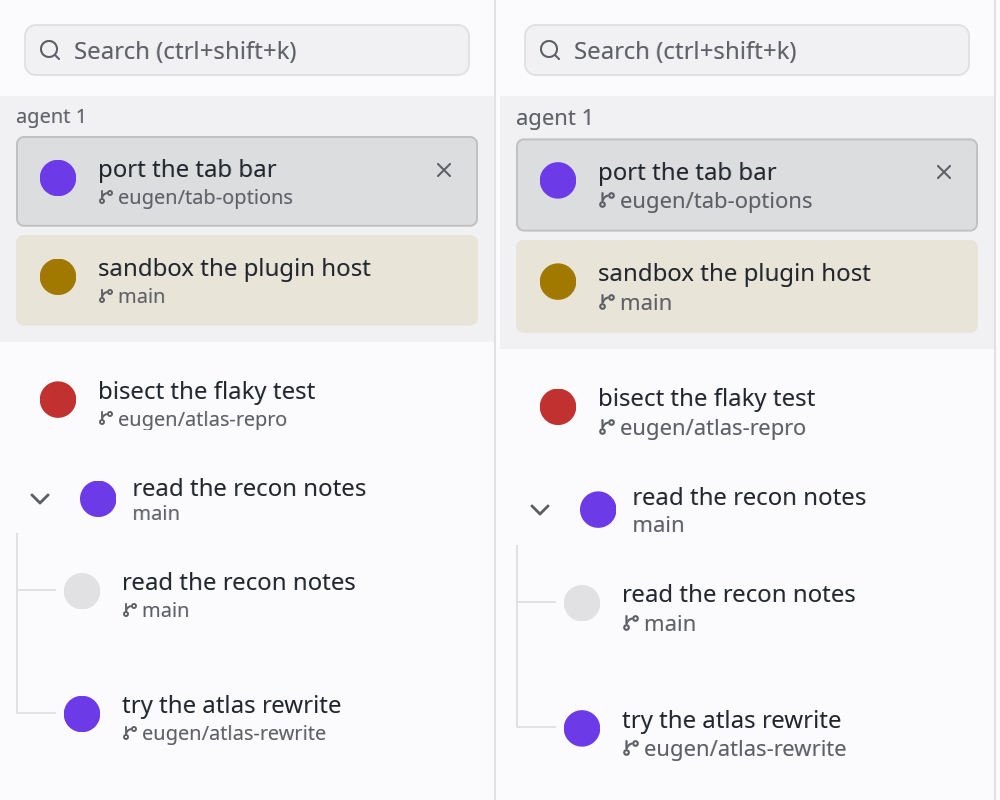 Search (ctrl+shift+k)
agent 1
port the tab bar
eugen/tab-options
sandbox the plugin host
main
bisect the flaky test
eugen/atlas-repro
read the recon notes
main
read the recon notes
main
try the atlas rewrite
eugen/atlas-rewrite
Search (ctrl+shift+k)
agent 1
port the tab bar
eugen/tab-options
sandbox the plugin host
main
bisect the flaky test
eugen/atlas-repro
read the recon notes
main
read the recon notes
main
try the atlas rewrite
eugen/atlas-rewrite